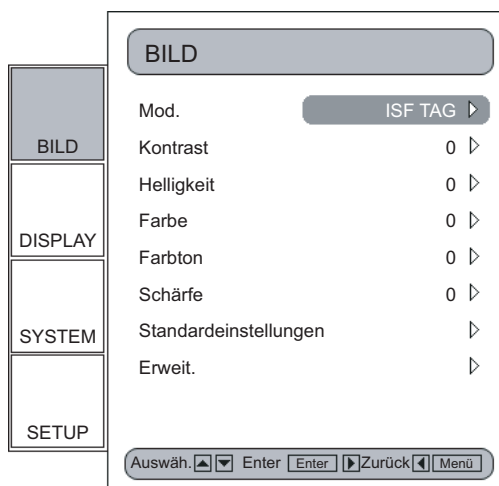 BILD
BILD
DISPLAY
SYSTEM
SETUP
Mod. ISF TAG
Kontrast 0
Helligkeit 0
Farbe 0
Farbton 0
Schärfe 0
Standardeinstellungen
Erweit.
Auswäh. Enter Enter Zurück Menü